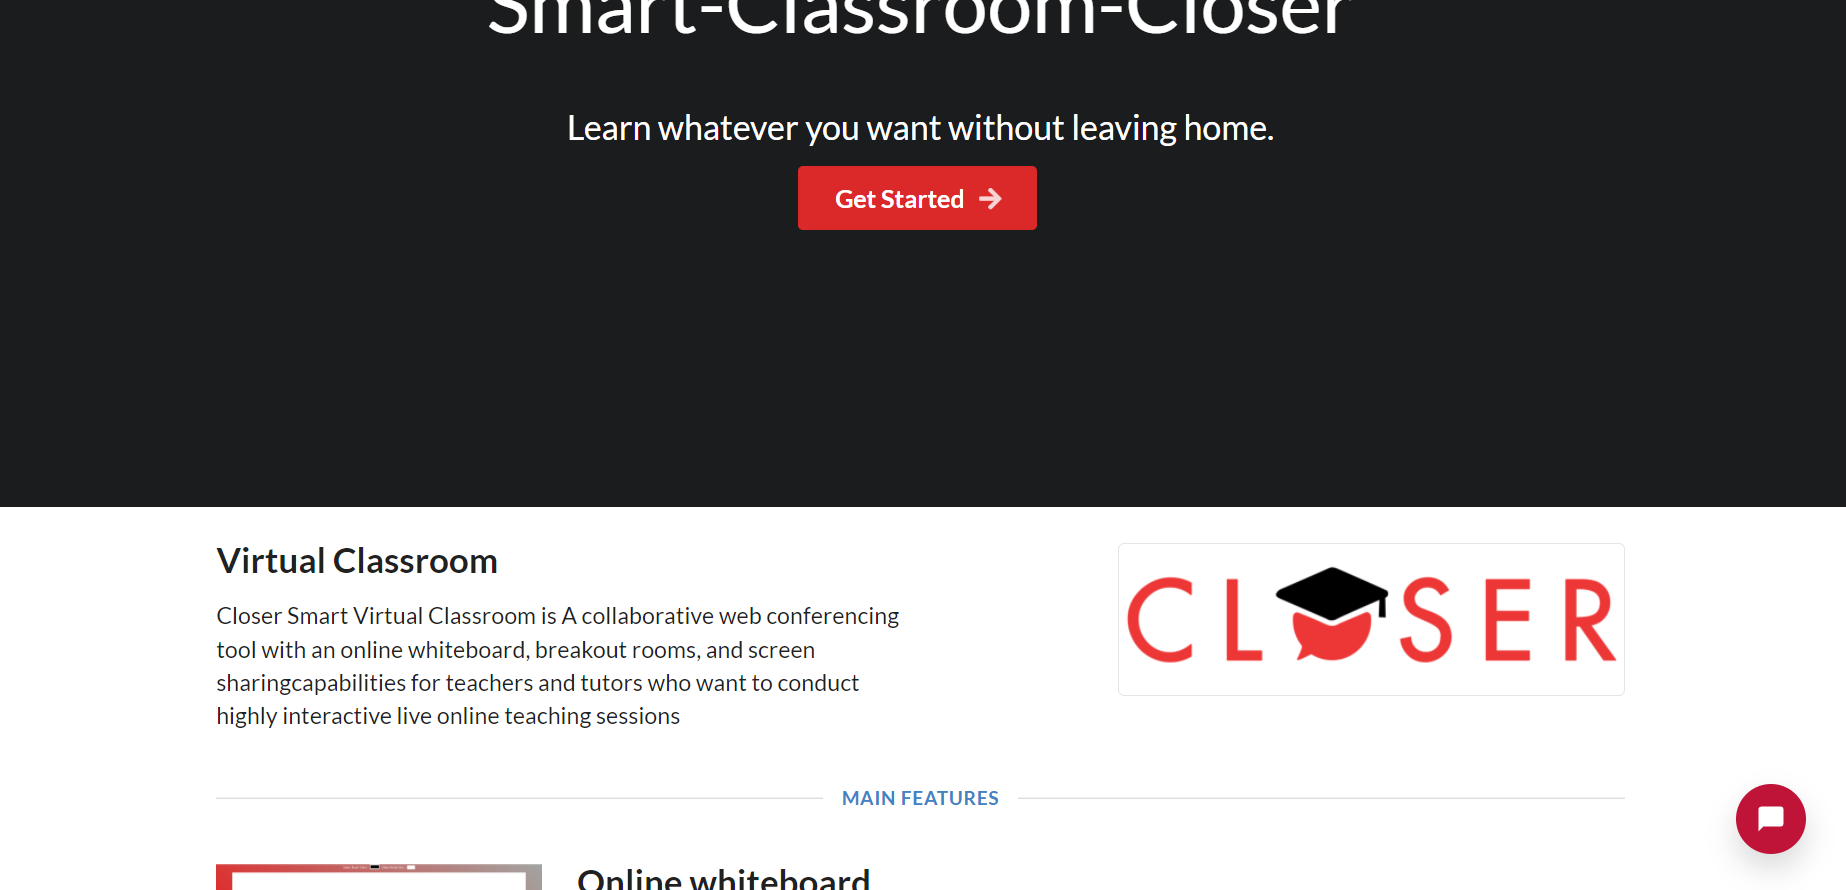 Smart-Classroom-Closer
Learn whatever you want without leaving home.
Get Started
Virtual Classroom
Closer Smart Virtual Classroom is A collaborative web conferencing
tool with an online whiteboard, breakout rooms, and screen
sharingcapabilities for teachers and tutors who want to conduct
highly interactive live online teaching sessions
CLOSER
MAIN FEATURES
Online whiteboard